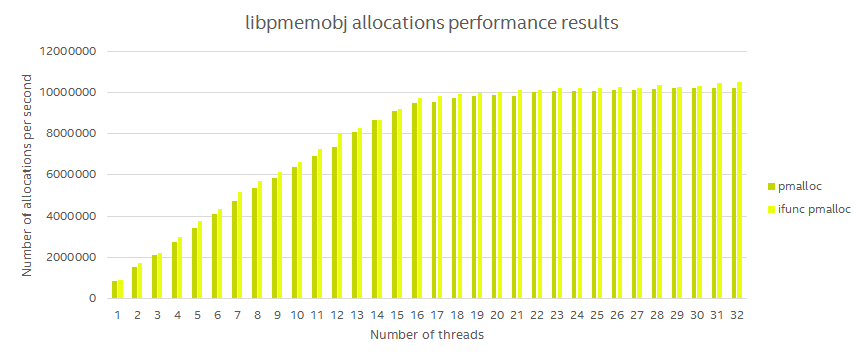 libpmemobj allocations performance results
Number of allocations per second
12000000
10000000
8000000
6000000
4000000
2000000
0
1 2 3 4 5 6 7 8 9 10 11 12 13 14 15 16 17 18 19 20 21 22 23 24 25 26 27 28 29 30 31 32
Number of threads
pmalloc
ifunc pmalloc